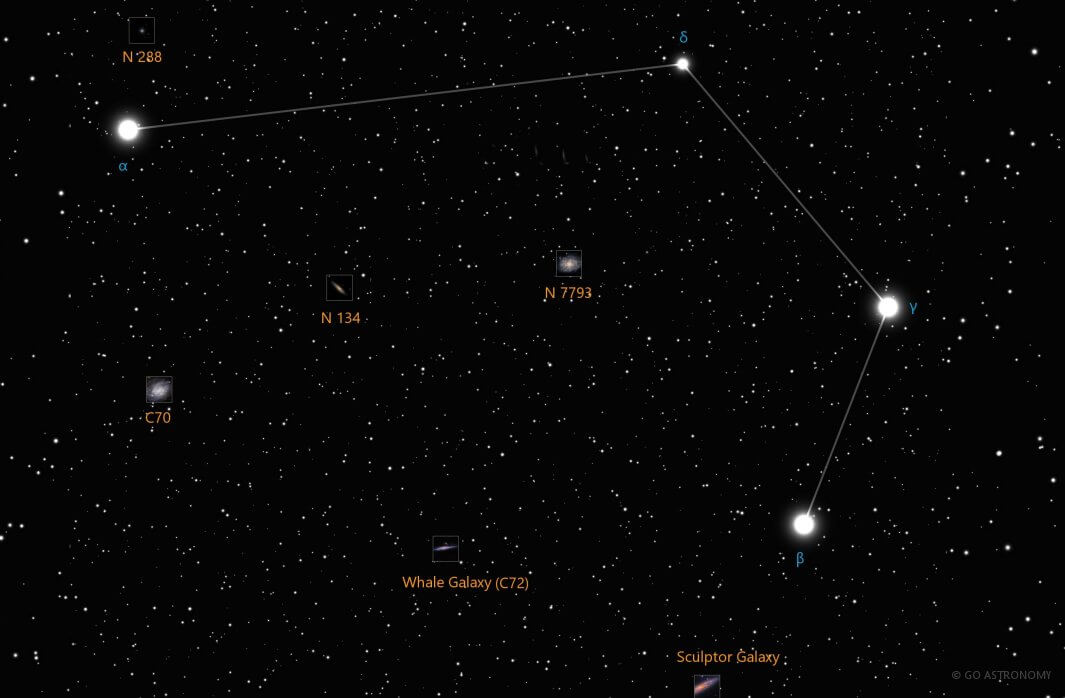 δ
N 288
α
N 7793
γ
N 134
C70
β
Whale Galaxy (C72)
Sculptor Galaxy
© GO ASTRONOMY